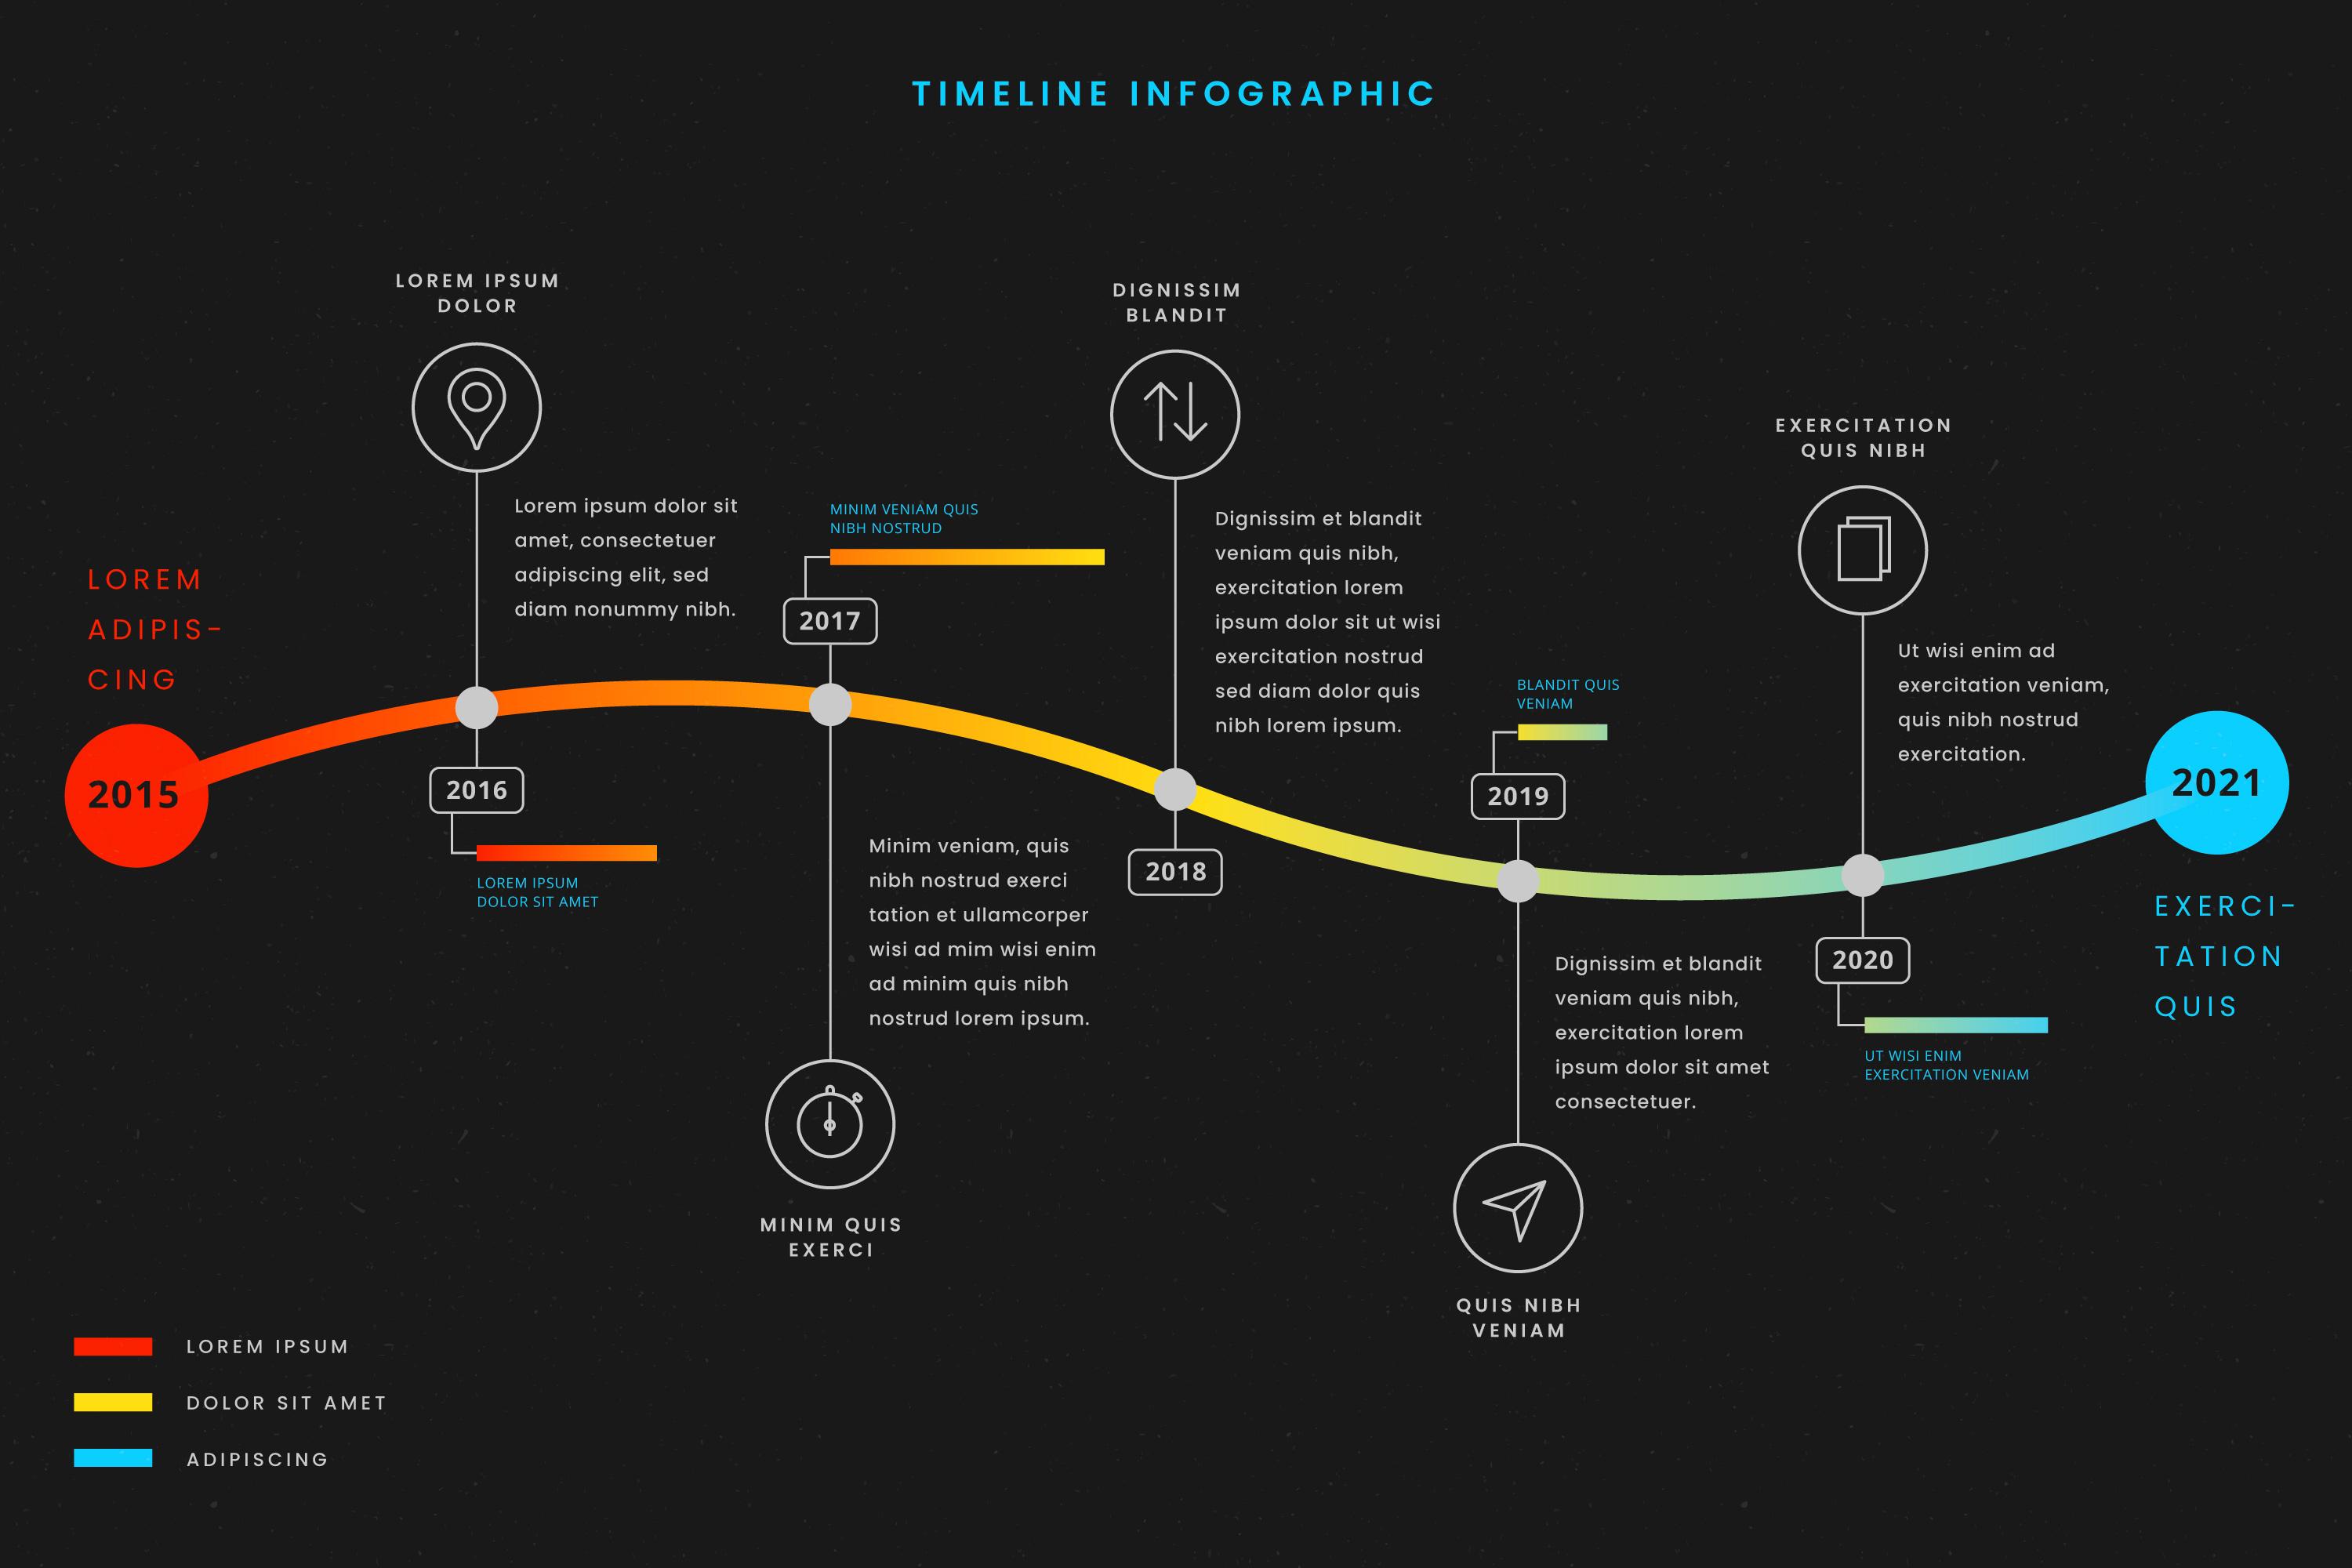 TIMELINE INFOGRAPHIC
LOREM
ADIPIS-
CING
2015
LOREM IPSUM
DOLOR
Lorem ipsum dolor sit
amet, consectetuer
adipiscing elit, sed
diam nonummy nibh.
2016
LOREM IPSUM
DOLOR SIT AMET
MINIM VENIAM QUIS
NIBH NOSTRUD
2017
Minim veniam, quis
nibh nostrud exerci
tation et ullamcorper
wisi ad mim wisi enim
ad minim quis nibh
nostrud lorem ipsum.
MINIM QUIS
EXERCI
DIGNISSIM
BLANDIT
Dignissim et blandit
veniam quis nibh,
exercitation lorem
ipsum dolor sit ut wisi
exercitation nostrud
sed diam dolor quis
nibh lorem ipsum.
2018
BLANDIT QUIS
VENIAM
2019
Dignissim et blandit
veniam quis nibh,
exercitation lorem
ipsum dolor sit amet
consectetuer.
QUIS NIBH
VENIAM
EXERCITATION
QUIS NIBH
Ut wisi enim ad
exercitation veniam,
quis nibh nostrud
exercitation.
2020
UT WISI ENIM
EXERCITATION VENIAM
2021
EXERCI-
TATION
QUIS
LOREM IPSUM
DOLOR SIT AMET
ADIPISCING